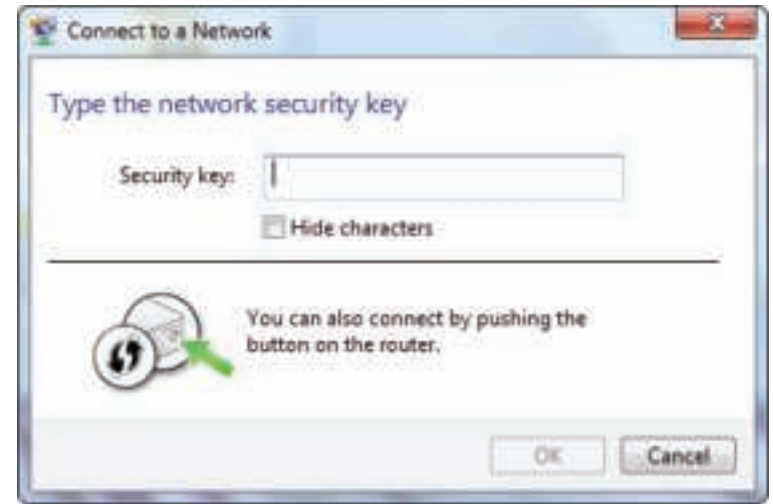 Connect to a Network
Type the network security key
Security key:
Hide characters
You can also connect by pushing the
button on the router.
OK
Cancel